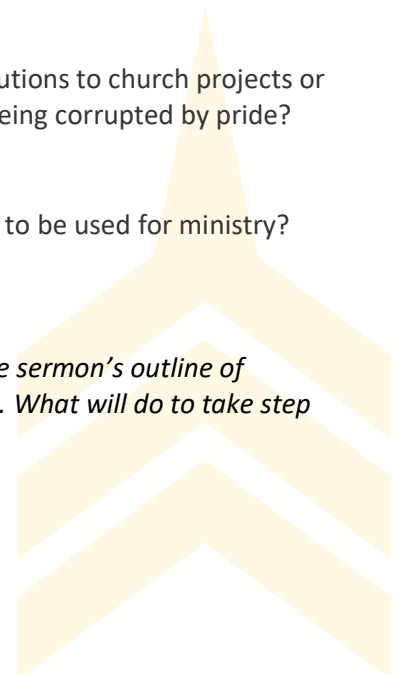 utions to church projects or
eing corrupted by pride?
to be used for ministry?
e sermon’s outline of
. What will do to take step